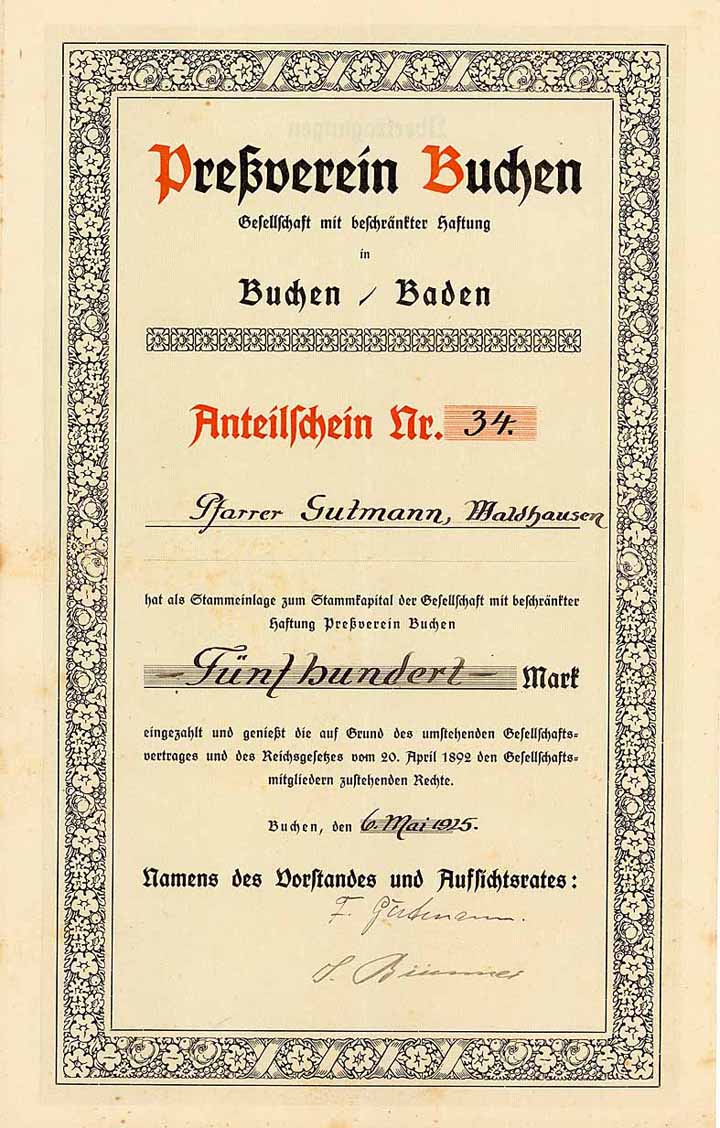 Preßverein Buchen
Gesellschaft mit beschränkter Haftung
in
Buchen / Baden
Anteilschein Nr. 34.
Pfarrer Gutmann, Waldhausen
hat als Stammeinlage zum Stammkapital der Gesellschaft mit beschränkter
Haftung Preßverein Buchen
– Fünfhundert – Mark
eingezahlt und genießt die auf Grund des umstehenden Gesellschafts-
vertrages und des Reichsgesetzes vom 20. April 1892 den Gesellschafts-
mitgliedern zustehenden Rechte.
Buchen, den 6. Mai 1925.
Namens des Vorstandes und Aufsichtsrates:
F.